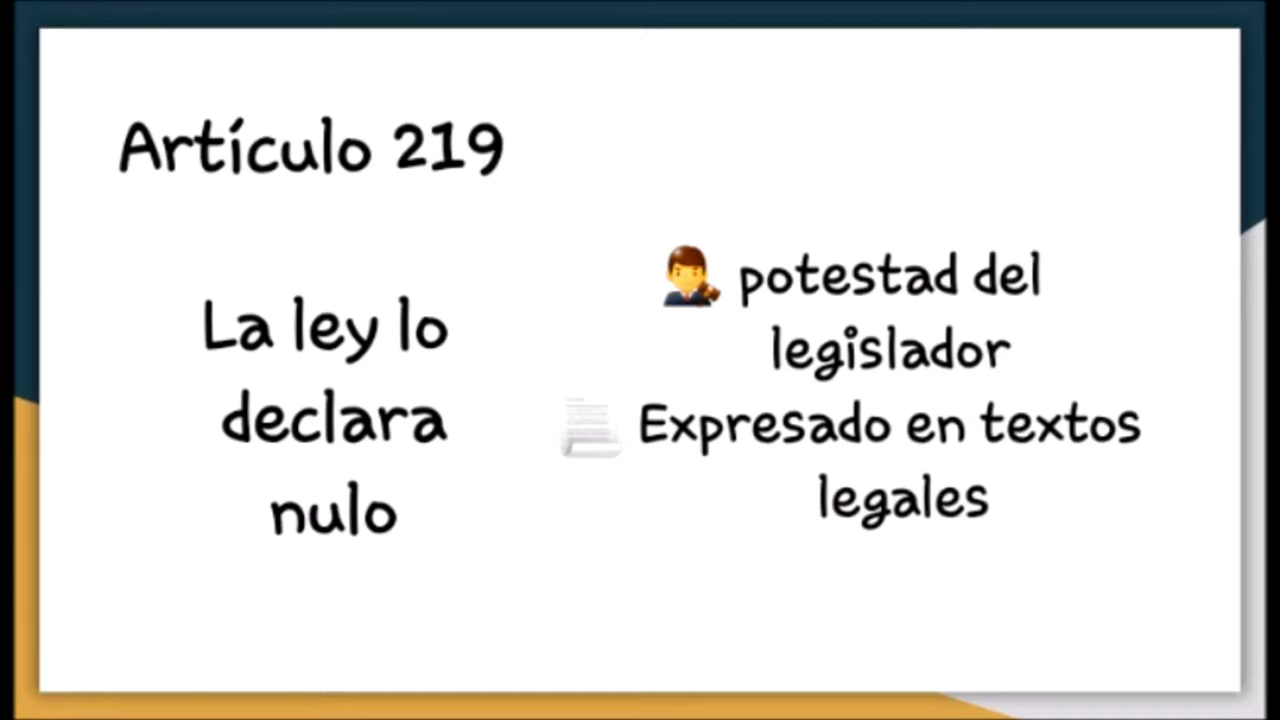 Artículo 219
La ley lo
declara
nulo
potestad del
legislador
Expresado en textos
legales